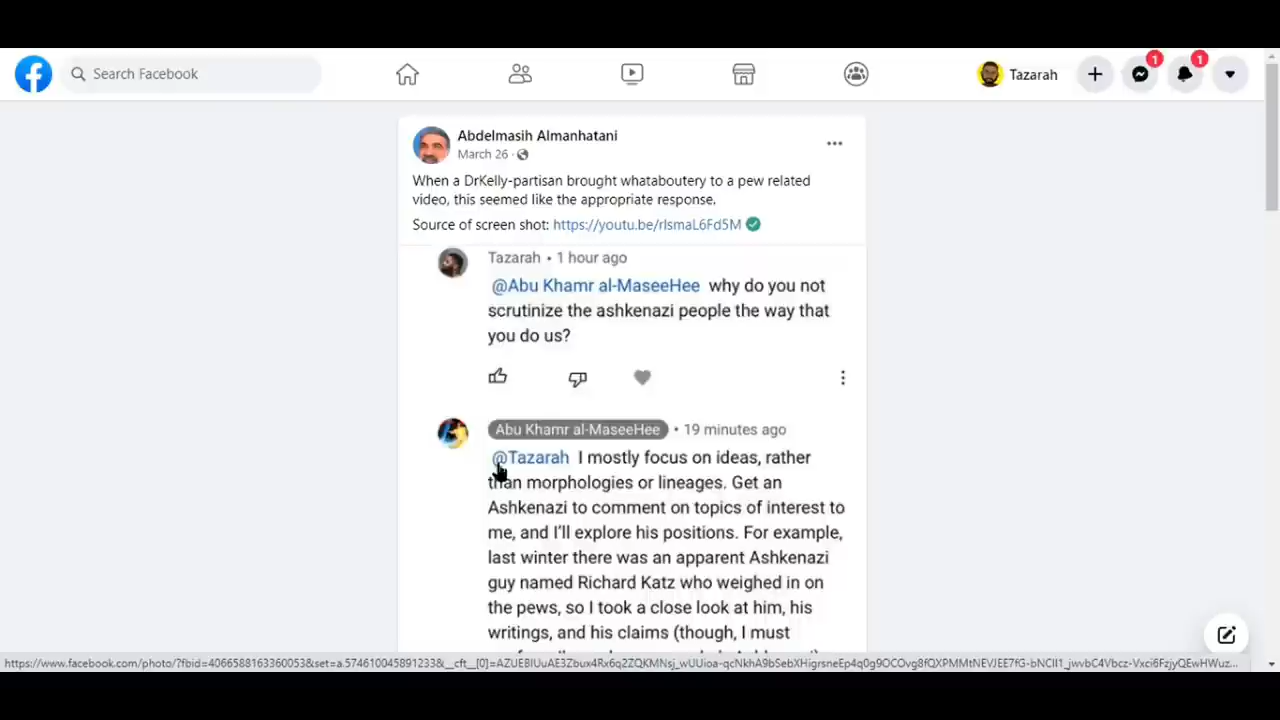 Search Facebook
Tazarah
1
1
Abdelmasih Almanhatani
March 26 ·
When a DrKelly-partisan brought whataboutery to a pew related
video, this seemed like the appropriate response.
Source of screen shot: https://youtu.be/rIsmaL6Fd5M
Tazarah • 1 hour ago
@Abu Khamr al-MaseeHee why do you not
scrutinize the ashkenazi people the way that
you do us?
Abu Khamr al-MaseeHee • 19 minutes ago
@Tazarah I mostly focus on ideas, rather
than morphologies or lineages. Get an
Ashkenazi to comment on topics of interest to
me, and I'll explore his positions. For example,
last winter there was an apparent Ashkenazi
guy named Richard Katz who weighed in on
the pews, so I took a close look at him, his
writings, and his claims (though, I must